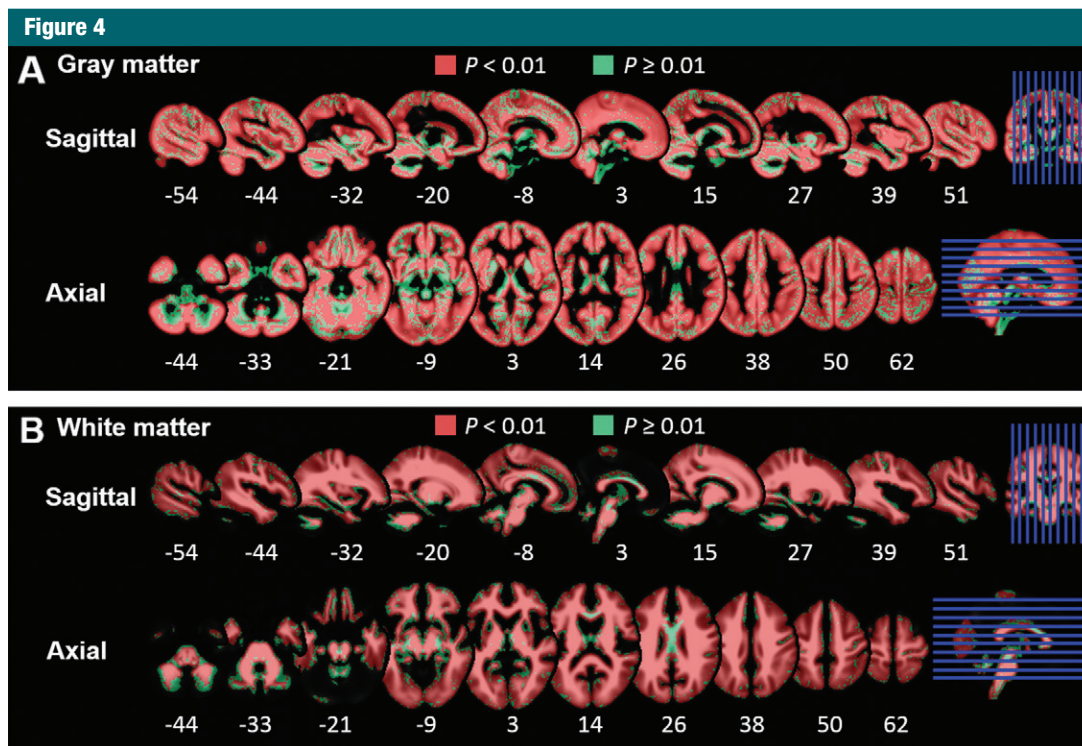 Figure 4
A Gray matter P < 0.01 P ≥ 0.01
Sagittal
-54 -44 -32 -20 -8 3 15 27 39 51
Axial
-44 -33 -21 -9 3 14 26 38 50 62
B White matter P < 0.01 P ≥ 0.01
Sagittal
-54 -44 -32 -20 -8 3 15 27 39 51
Axial
-44 -33 -21 -9 3 14 26 38 50 62